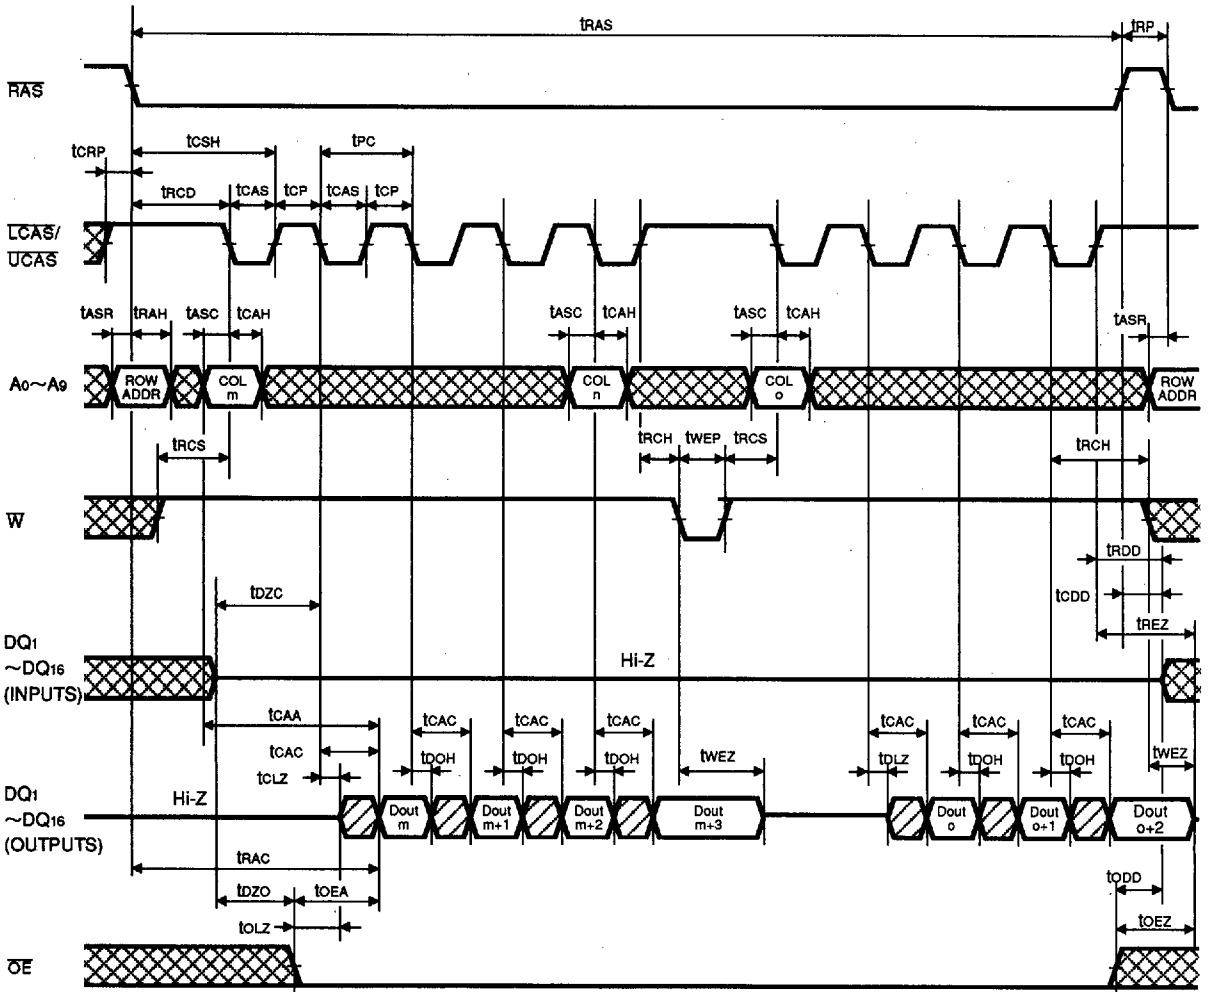 tRAS
tRP
RAS
tCSH
tPC
tCRP
tRCD
tCAS
tCP
tCAS
tCP
LCAS/
UCAS
tASR
tRAH
tASC
tCAH
tASC
tCAH
tASC
tCAH
tASR
A0～A9
ROW
ADDR
COL
m
COL
n
COL
o
ROW
ADDR
tRCS
tRCH
tWEP
tRCS
tRCH
W
tRDD
tCDD
tDZC
tREZ
DQ1
～DQ16
(INPUTS)
Hi-Z
tCAA
tCAC
tCAC
tCAC
tCAC
tCAC
tCAC
tCAC
tCLZ
tDOH
tDOH
tDOH
tWEZ
tDLZ
tDOH
tDOH
tWEZ
DQ1
～DQ16
(OUTPUTS)
Hi-Z
Dout
m
Dout
m+1
Dout
m+2
Dout
m+3
Dout
o
Dout
o+1
Dout
o+2
tRAC
tDZO
tOEA
tODD
tOLZ
tOEZ
OE